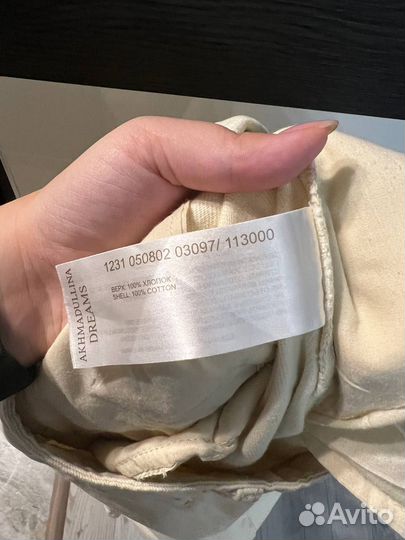 1231 050802 03097/ 113000
ВЕРХ: 100% ХЛОПОК
SHELL: 100% COTTON
AKHMADULLINA
DREAMS
Avito